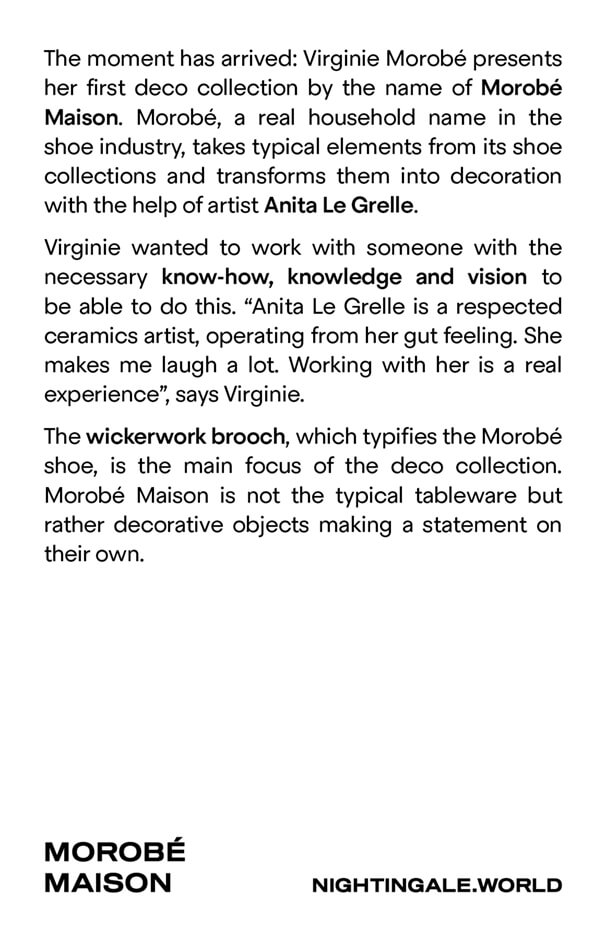 The moment has arrived: Virginie Morobé presents
her first deco collection by the name of Morobé
Maison. Morobé, a real household name in the
shoe industry, takes typical elements from its shoe
collections and transforms them into decoration
with the help of artist Anita Le Grelle.
Virginie wanted to work with someone with the
necessary know-how, knowledge and vision to
be able to do this. “Anita Le Grelle is a respected
ceramics artist, operating from her gut feeling. She
makes me laugh a lot. Working with her is a real
experience”, says Virginie.
The wickerwork brooch, which typifies the Morobé
shoe, is the main focus of the deco collection.
Morobé Maison is not the typical tableware but
rather decorative objects making a statement on
their own.
MOROBÉ
MAISON
NIGHTINGALE.WORLD